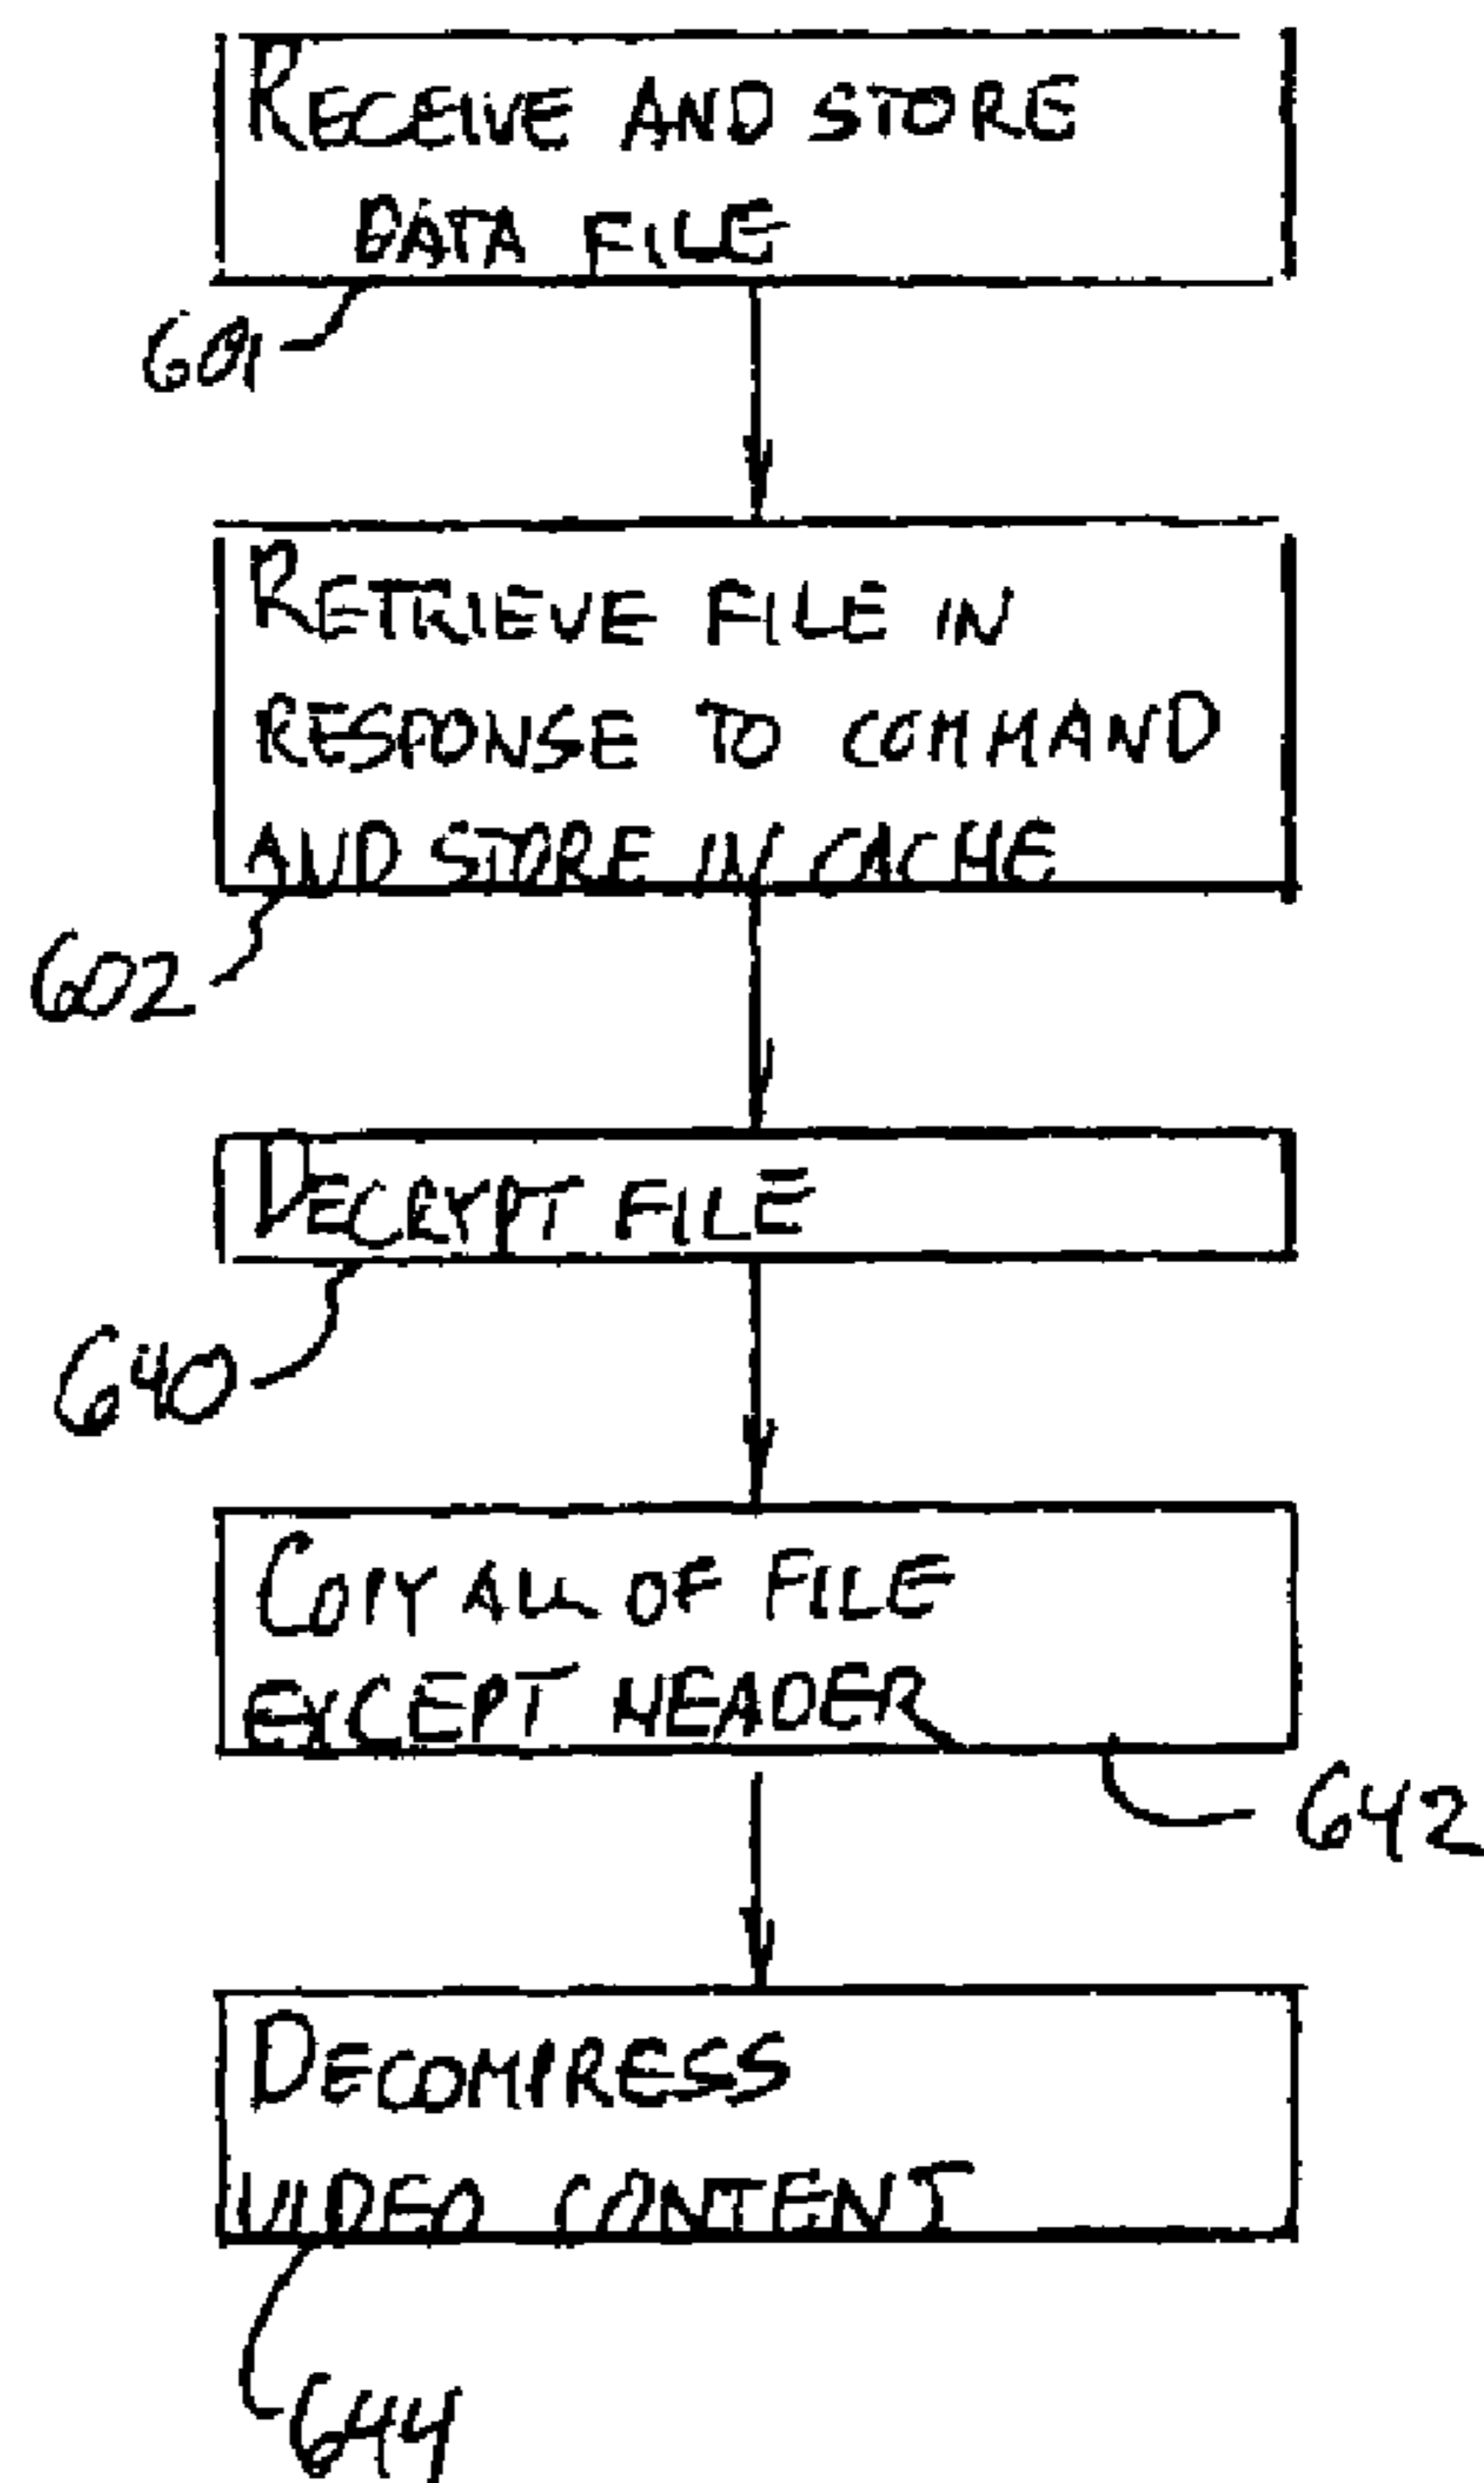 RECEIVE AND STORE
DATA FILE
601
RETRIEVE FILE IN
RESPONSE TO COMMAND
AND STORE IN CACHE
602
DECRYPT FILE
640
COPY ALL OF FILE
EXCEPT HEADER
642
DECOMPRESS
VIDEO CONTENT
644